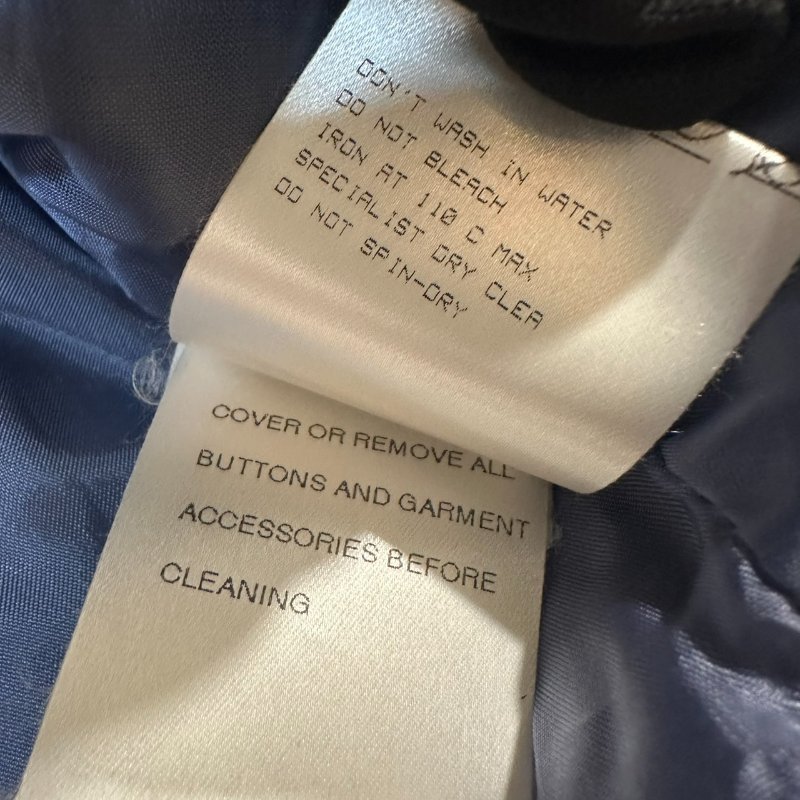 DON'T WASH IN WATER
DO NOT BLEACH
IRON AT 110 C MAX
SPECIALIST DRY CLEA
DO NOT SPIN-DRY
COVER OR REMOVE ALL
BUTTONS AND GARMENT
ACCESSORIES BEFORE
CLEANING